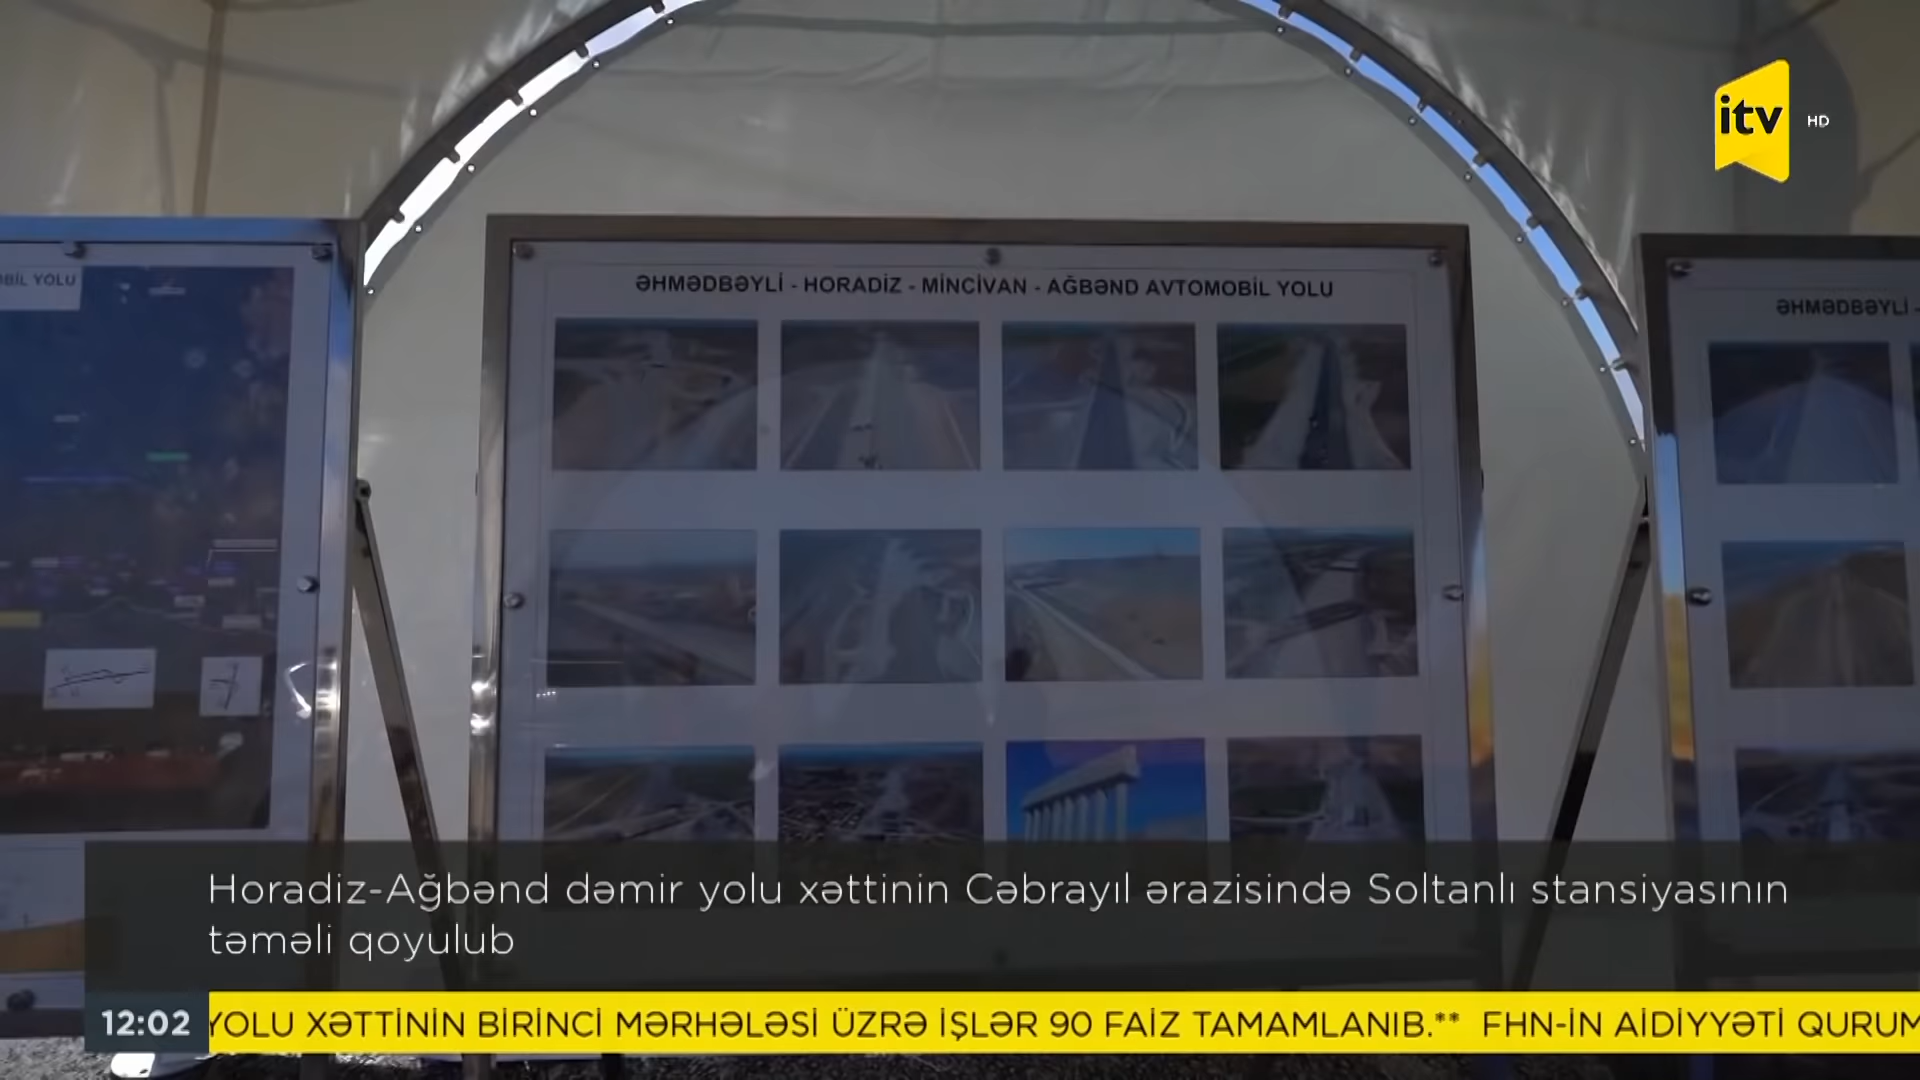 itv HD
BİL YOLU
ƏHMƏDBƏYLİ - HORADİZ - MİNCİVAN - AĞBƏND AVTOMOBİL YOLU
ƏHMƏDBƏYLİ -
Horadiz-Ağbənd dəmir yolu xəttinin Cəbrayıl ərazisində Soltanlı stansiyasının
təməli qoyulub
12:02
YOLU XƏTTİNİN BİRİNCİ MƏRHƏLƏSİ ÜZRƏ İŞLƏR 90 FAİZ TAMAMLANIB.** FHN-İN AİDİYYƏTİ QURUM